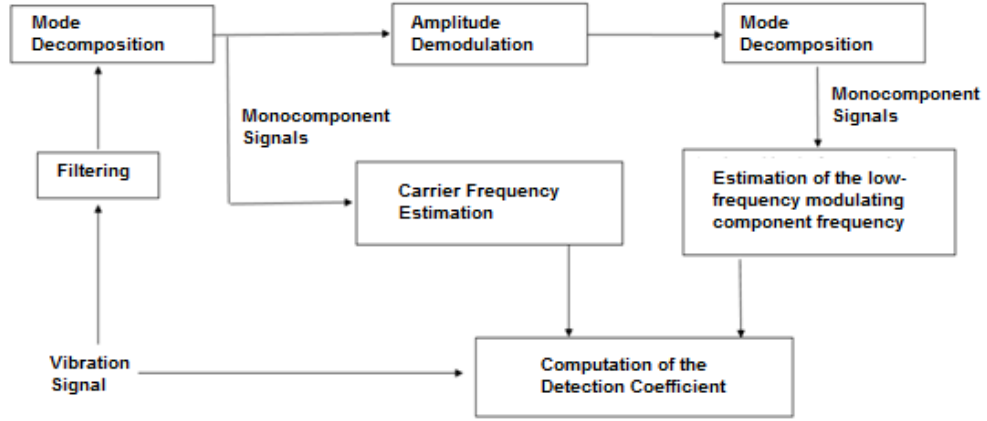 Mode
Decomposition
Amplitude
Demodulation
Mode
Decomposition
Monocomponent
Signals
Monocomponent
Signals
Filtering
Carrier Frequency
Estimation
Estimation of the low-
frequency modulating
component frequency
Vibration
Signal
Computation of the
Detection Coefficient